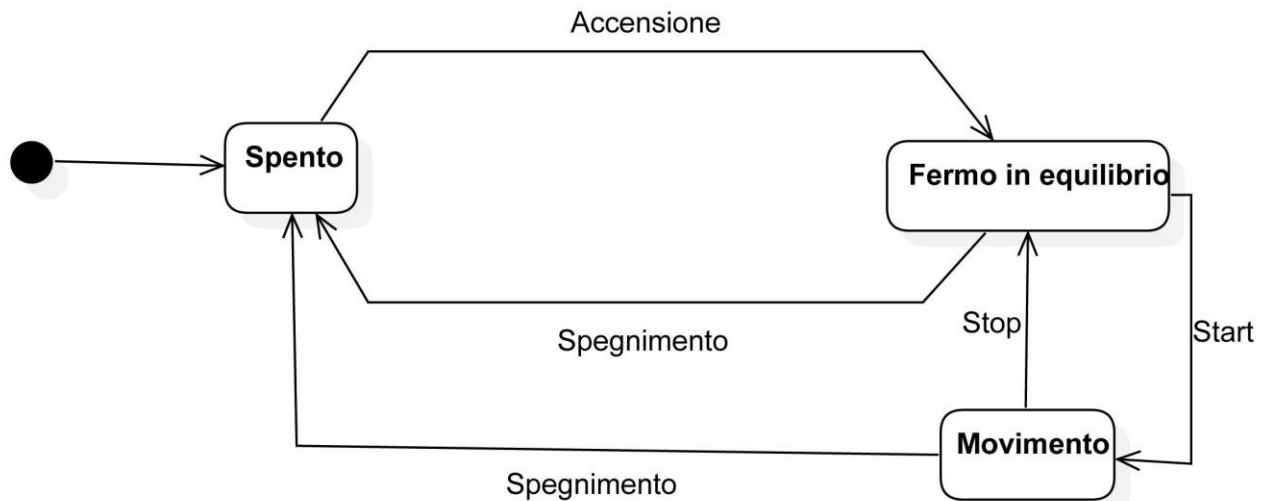 Accensione
Spento
Fermo in equilibrio
Stop
Start
Spegnimento
Movimento
Spegnimento